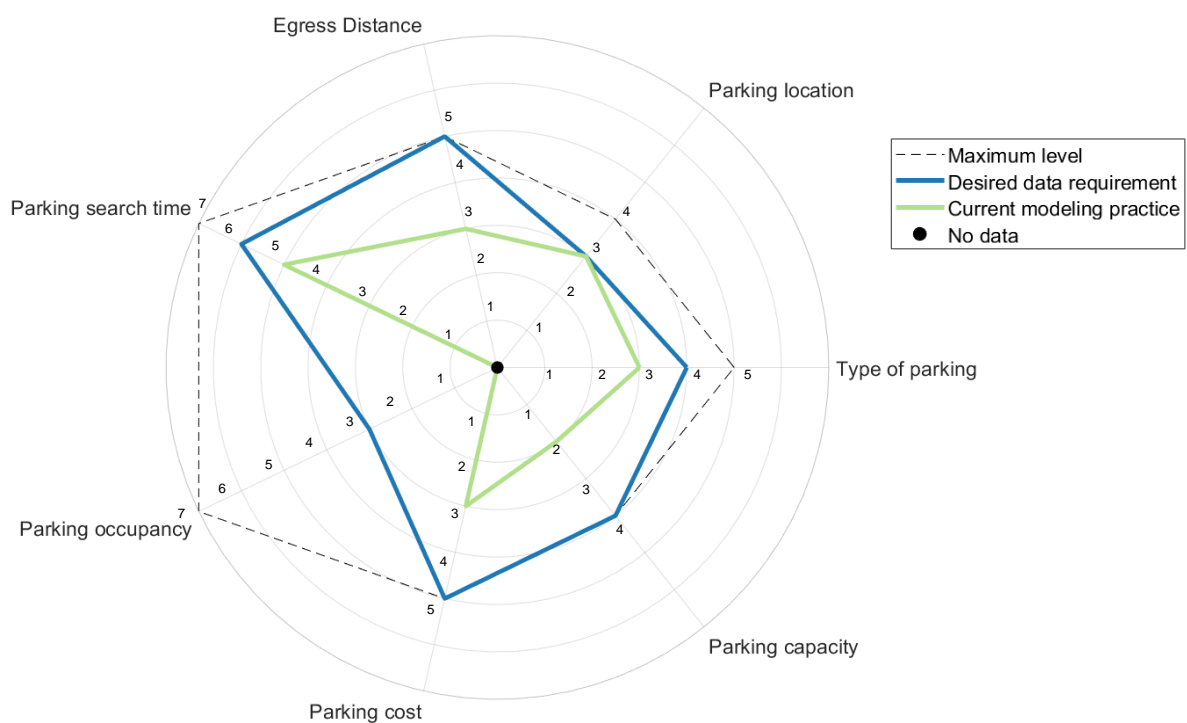 Egress Distance
Parking location
Maximum level
Desired data requirement
Current modeling practice
No data
Parking search time
Type of parking
Parking occupancy
Parking capacity
Parking cost
1 2 3 4 5
1 2 3 4
1 2 3 4 5
1 2 3 4 5 6 7
1 2 3 4 5 6 7
1 2 3 4 5
1 2 3 4